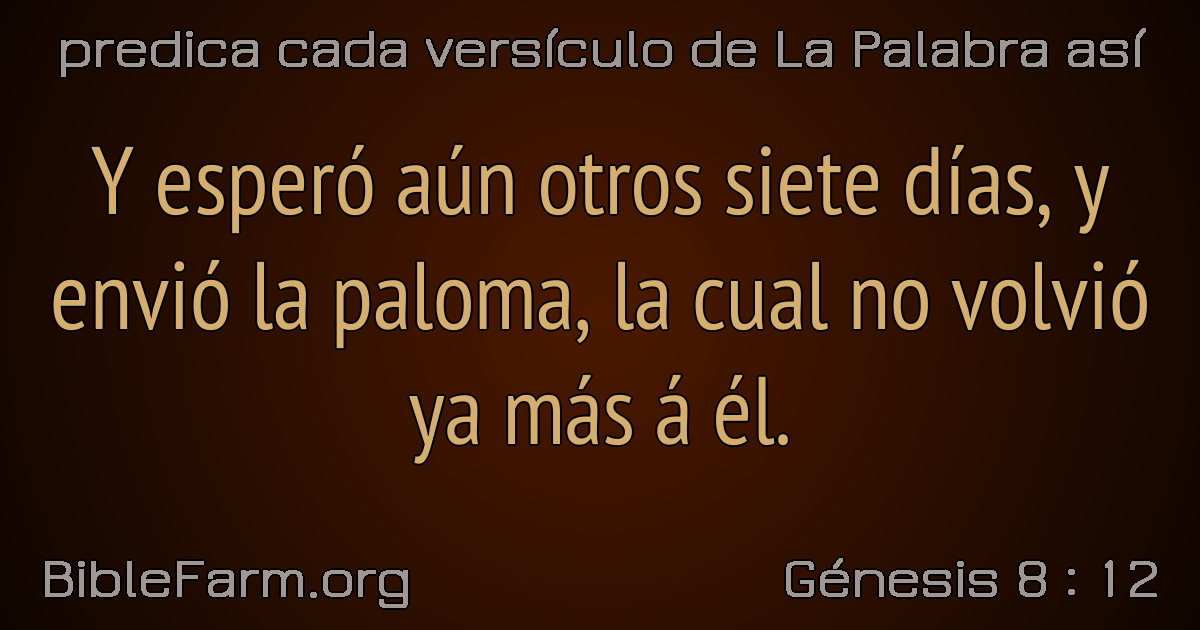 predica cada versículo de La Palabra así
Y esperó aún otros siete días, y
envió la paloma, la cual no volvió
ya más á él.
BibleFarm.org
Génesis 8 : 12